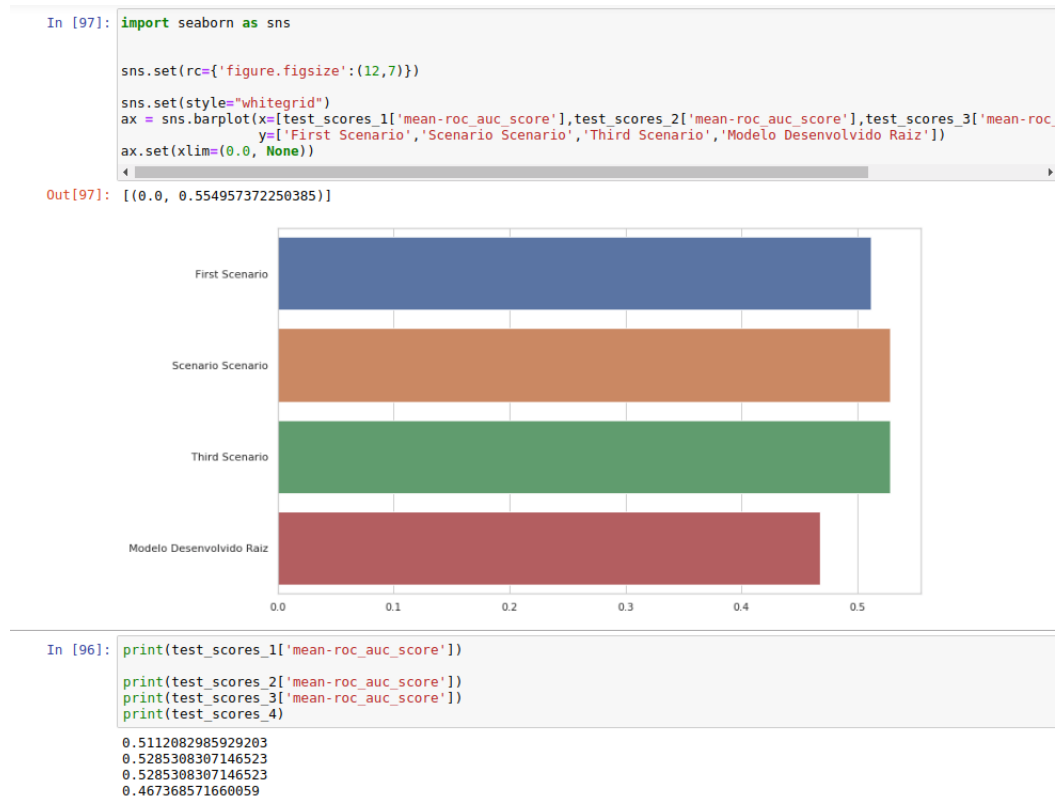 In [97]: import seaborn as sns
sns.set(rc={'figure.figsize':(12,7)})
sns.set(style="whitegrid")
ax = sns.barplot(x=[test_scores_1['mean-roc_auc_score'],test_scores_2['mean-roc_auc_score'],test_scores_3['mean-roc_
y=['First Scenario','Scenario Scenario','Third Scenario','Modelo Desenvolvido Raiz'])
ax.set(xlim=(0.0, None))
Out[97]: [(0.0, 0.554957372250385)]
First Scenario
Scenario Scenario
Third Scenario
Modelo Desenvolvido Raiz
0.0 0.1 0.2 0.3 0.4 0.5
In [96]: print(test_scores_1['mean-roc_auc_score'])
print(test_scores_2['mean-roc_auc_score'])
print(test_scores_3['mean-roc_auc_score'])
print(test_scores_4)
0.5112082985929203
0.5285308307146523
0.5285308307146523
0.467368571660059